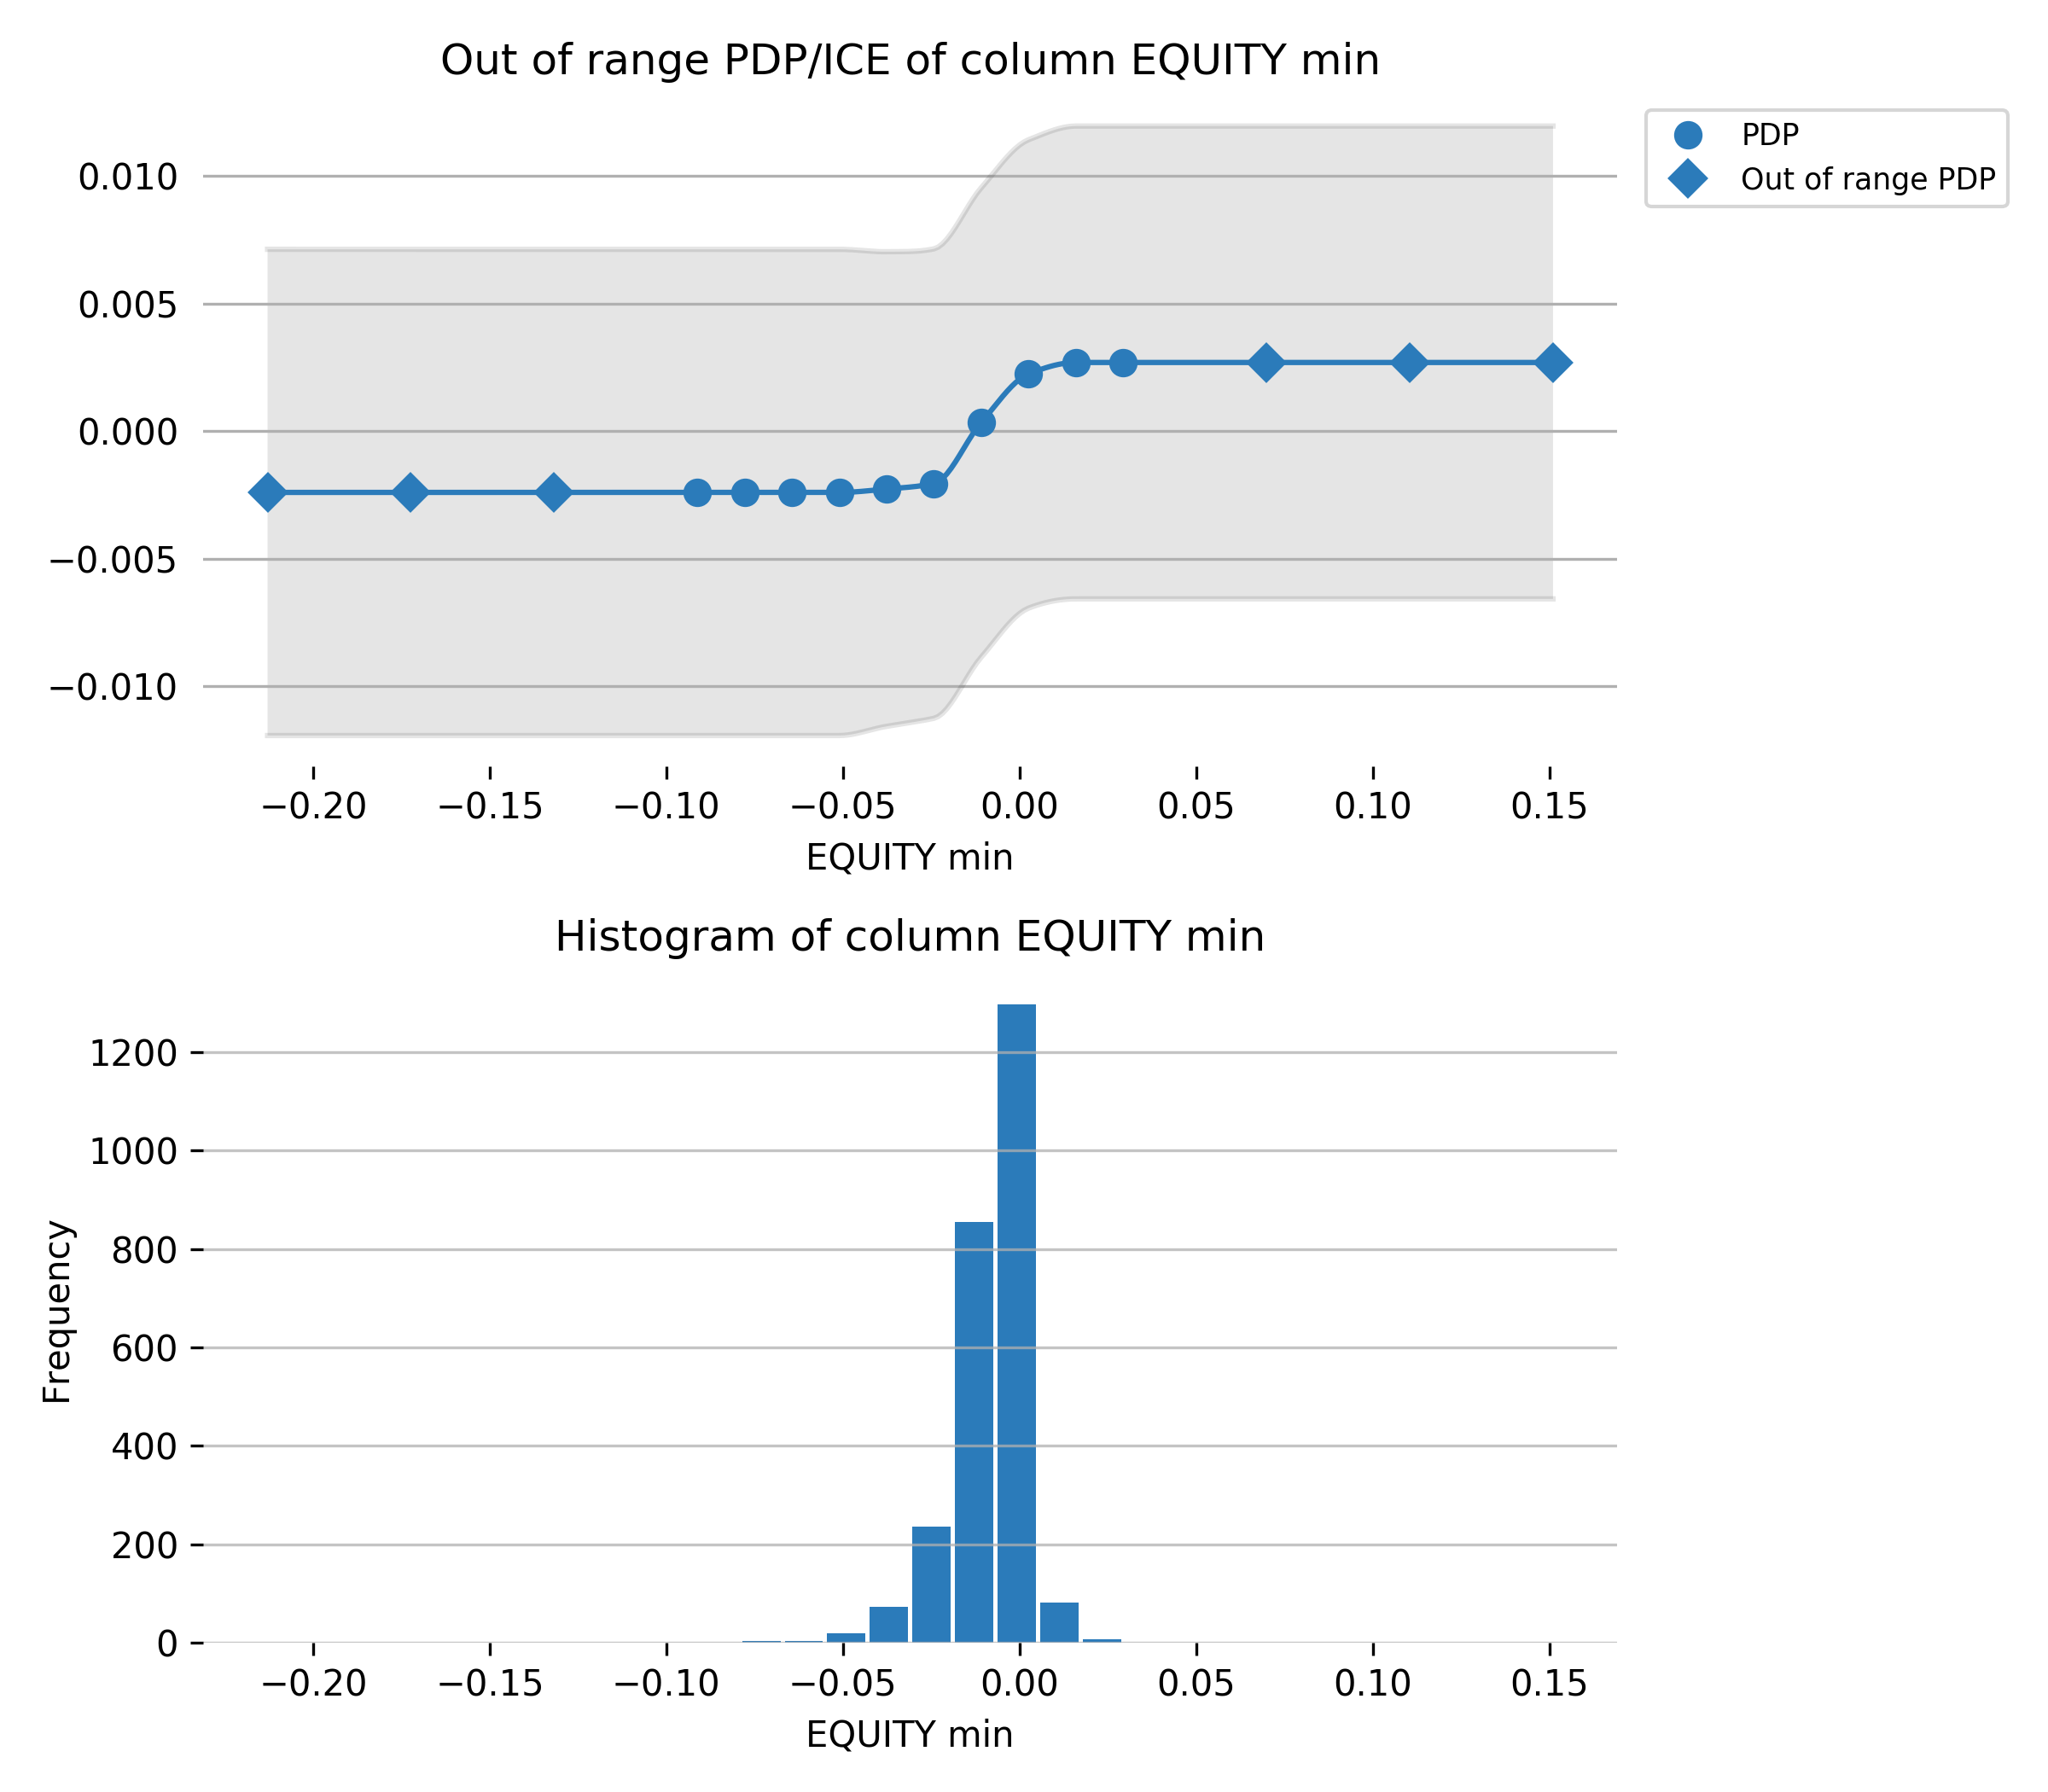 Out of range PDP/ICE of column EQUITY min
PDP
Out of range PDP
0.010
0.005
0.000
−0.005
−0.010
−0.20 −0.15 −0.10 −0.05 0.00 0.05 0.10 0.15
EQUITY min
Histogram of column EQUITY min
1200
1000
800
600
400
200
0
Frequency
−0.20 −0.15 −0.10 −0.05 0.00 0.05 0.10 0.15
EQUITY min